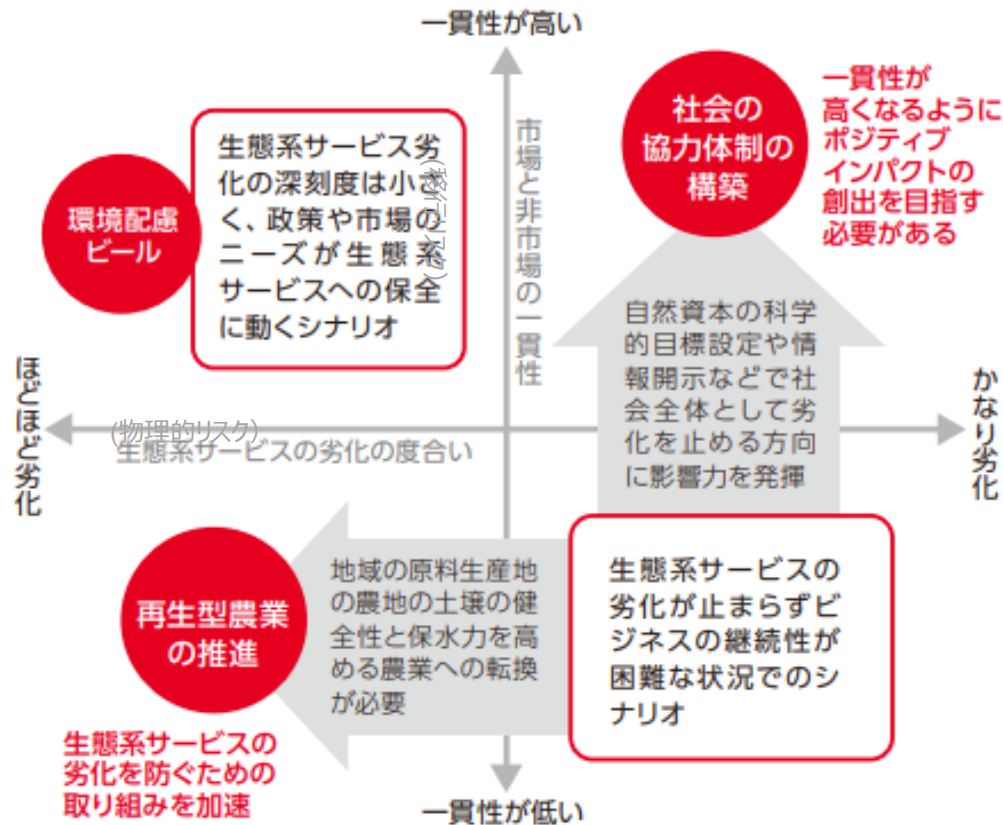 一貫性が高い
社会の
協力体制の
構築
一貫性が
高くなるように
ポジティブ
インパクトの
創出を目指す
必要がある
環境配慮
ビール
生態系サービス劣
化の深刻度は小さ
く、政策や市場の
ニーズが生態系
サービスへの保全
に動くシナリオ
(移行リスク)
市場と非市場の一貫性
自然資本の科学
的目標設定や情
報開示などで社
会全体として劣
化を止める方向
に影響力を発揮
ほどほど劣化
(物理的リスク)
生態系サービスの劣化の度合い
かなり劣化
再生型農業
の推進
地域の原料生産地
の農地の土壌の健
全性と保水力を高
める農業への転換
が必要
生態系サービスの
劣化が止まらずビ
ジネスの継続性が
困難な状況でのシ
ナリオ
生態系サービスの
劣化を防ぐための
取り組みを加速
一貫性が低い